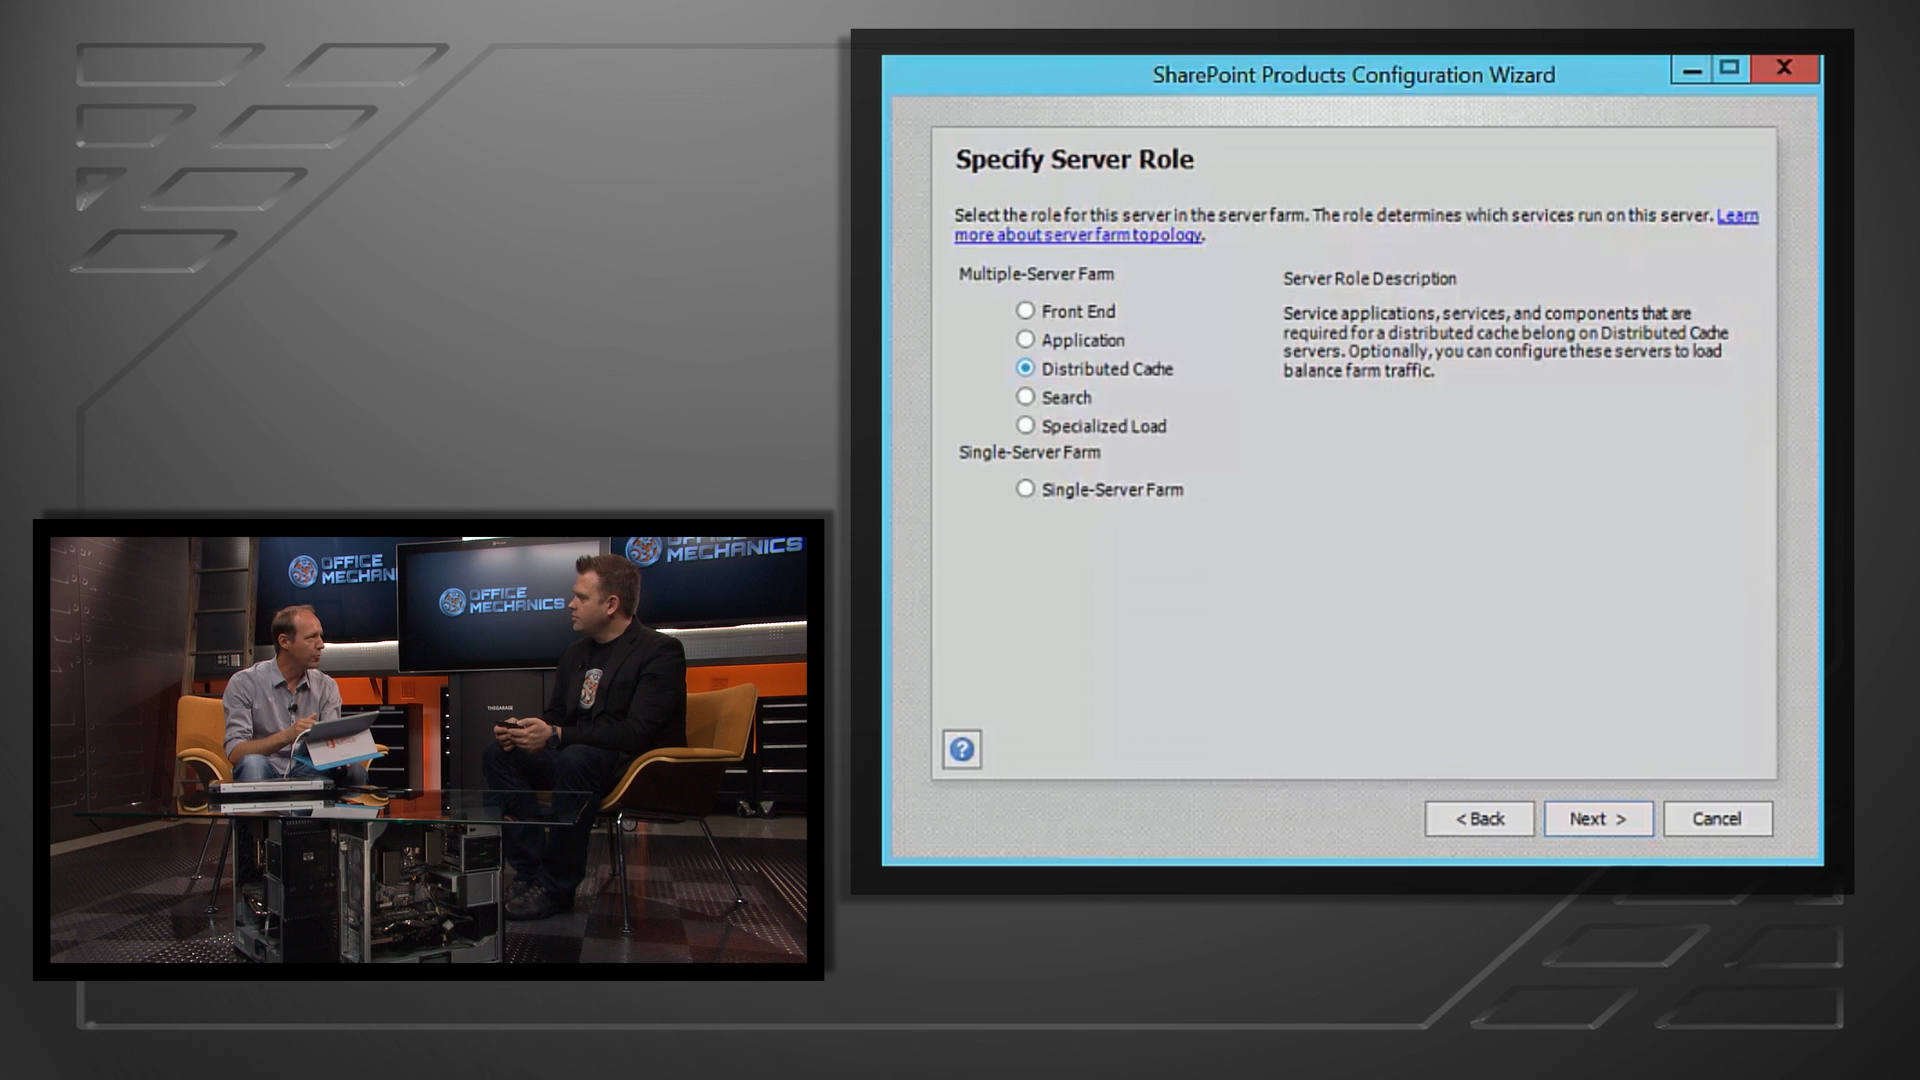 SharePoint Products Configuration Wizard
Specify Server Role
Select the role for this server in the server farm. The role determines which services run on this server. Learn
more about server farm topology.
Multiple-Server Farm
Front End
Application
Distributed Cache
Search
Specialized Load
Single-Server Farm
Single-Server Farm
Server Role Description
Service applications, services, and components that are
required for a distributed cache belong on Distributed Cache
servers. Optionally, you can configure these servers to load
balance farm traffic.
?
< Back
Next >
Cancel
OFFICE
MECHAN
OFFICE
MECHANICS
OFFICE
MECHANICS
THEGARAGE